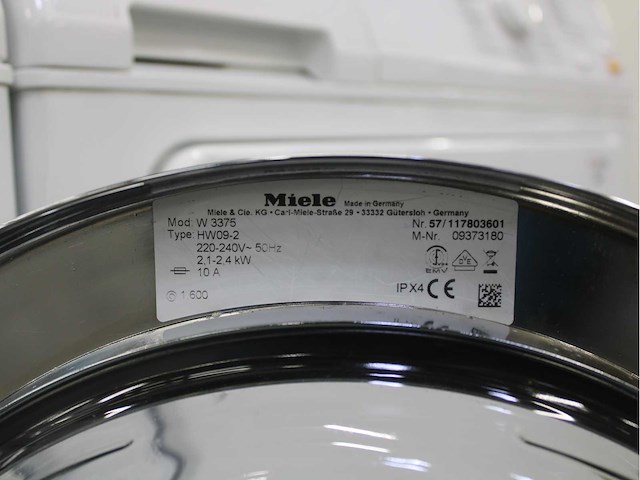 Miele Made in Germany
Miele & Cie. KG • Carl-Miele-Straße 29 • 33332 Gütersloh • Germany
Mod: W 3375 Nr. 57/117803601
Type: HW09-2 M-Nr. 09373180
220-240V~ 50Hz
2,1-2,4 kW
10 A
1 600 IPX4 CE